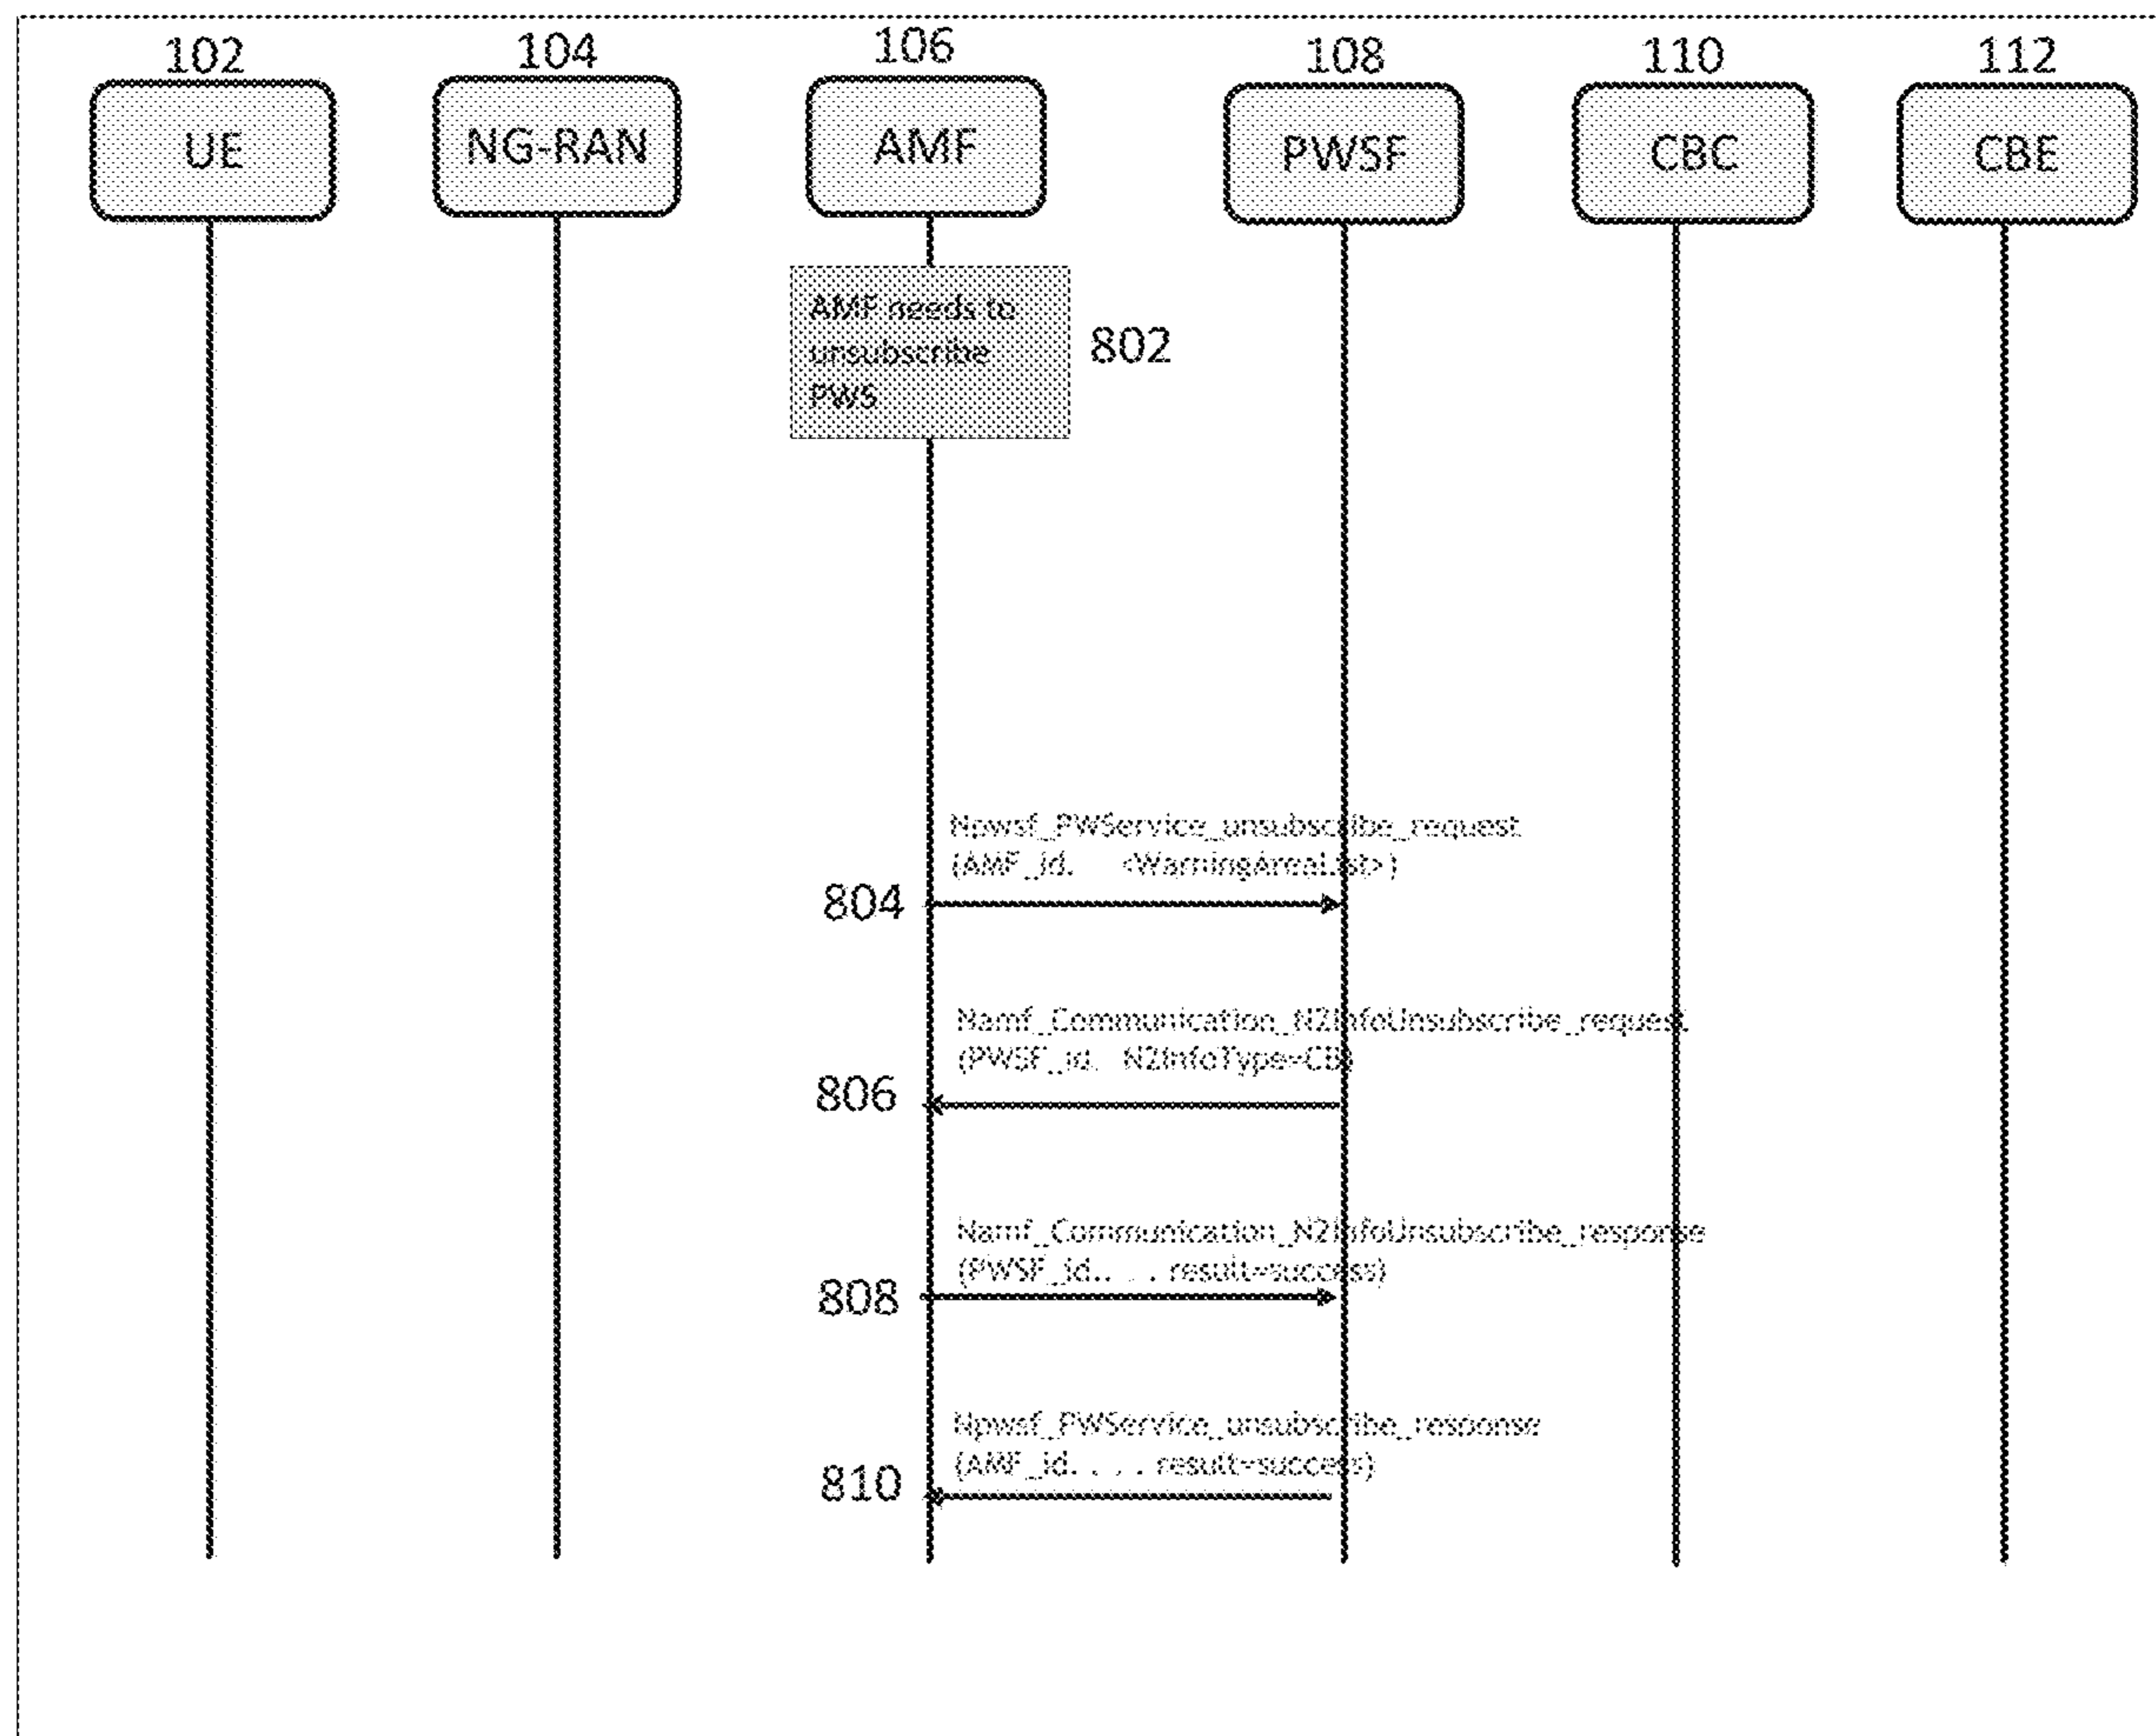 102 104 106 108 110 112
UE NG-RAN AMF PWSF CBC CBE
AMF needs to
unsubscribe
PWS
802
Npwsf_PWService_unsubscribe_request
(AMF_id. <WarningAreaList>)
804
Namf_Communication_N2InfoUnsubscribe_request
(PWSF_id. N2InfoType=CB)
806
Namf_Communication_N2InfoUnsubscribe_response
(PWSF_id.. . . result=success)
808
Npwsf_PWService_unsubscribe_response
(AMF_id. . . . result=success)
810